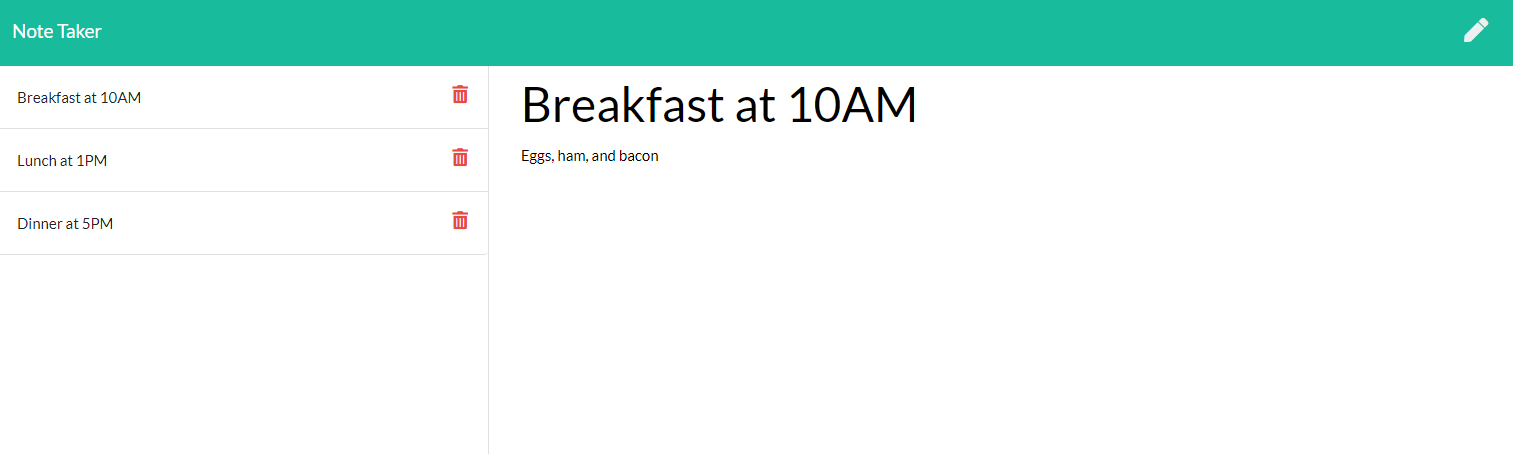 Note Taker
Breakfast at 10AM
Lunch at 1PM
Dinner at 5PM
Breakfast at 10AM
Eggs, ham, and bacon